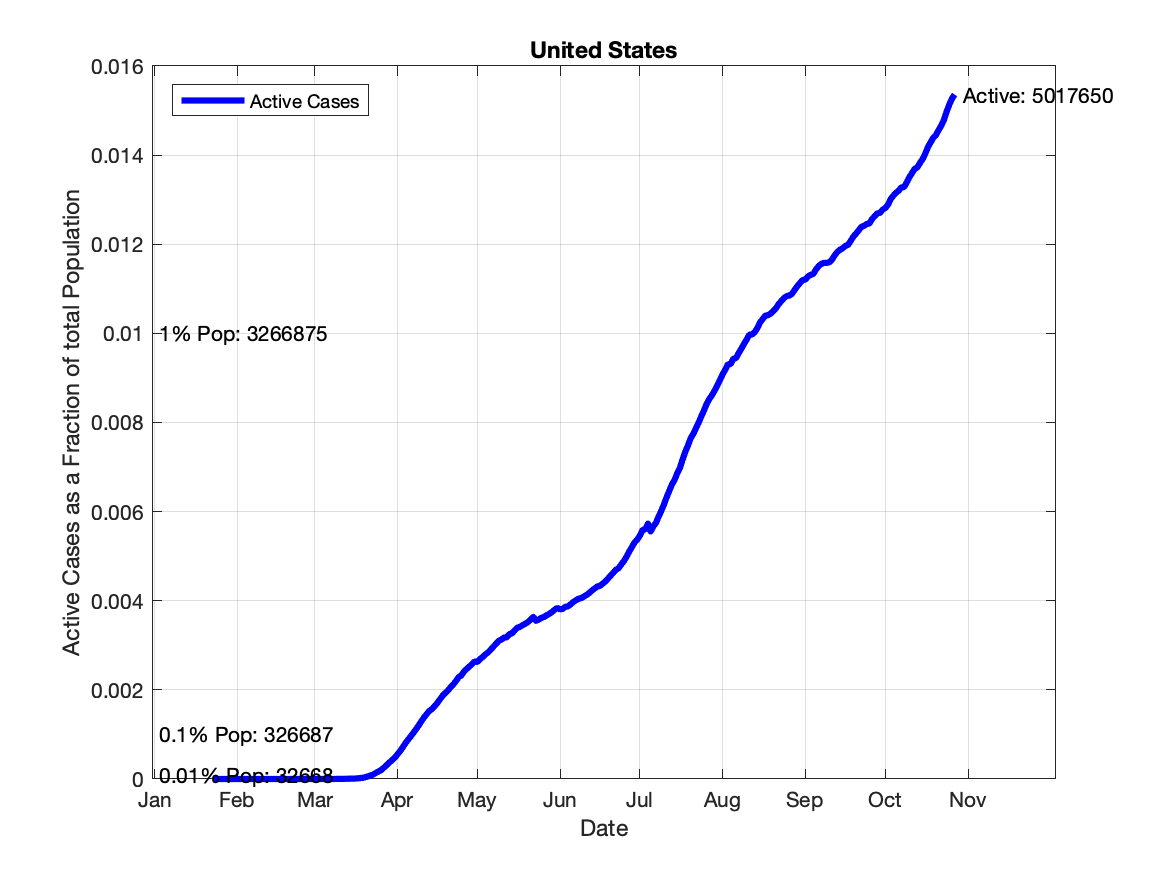 United States
Active Cases
Active: 5017650
0.016
0.014
0.012
0.01
0.008
0.006
0.004
0.002
0
Active Cases as a Fraction of total Population
1% Pop: 3266875
0.1% Pop: 326687
0.01% Pop: 32668
Jan Feb Mar Apr May Jun Jul Aug Sep Oct Nov
Date